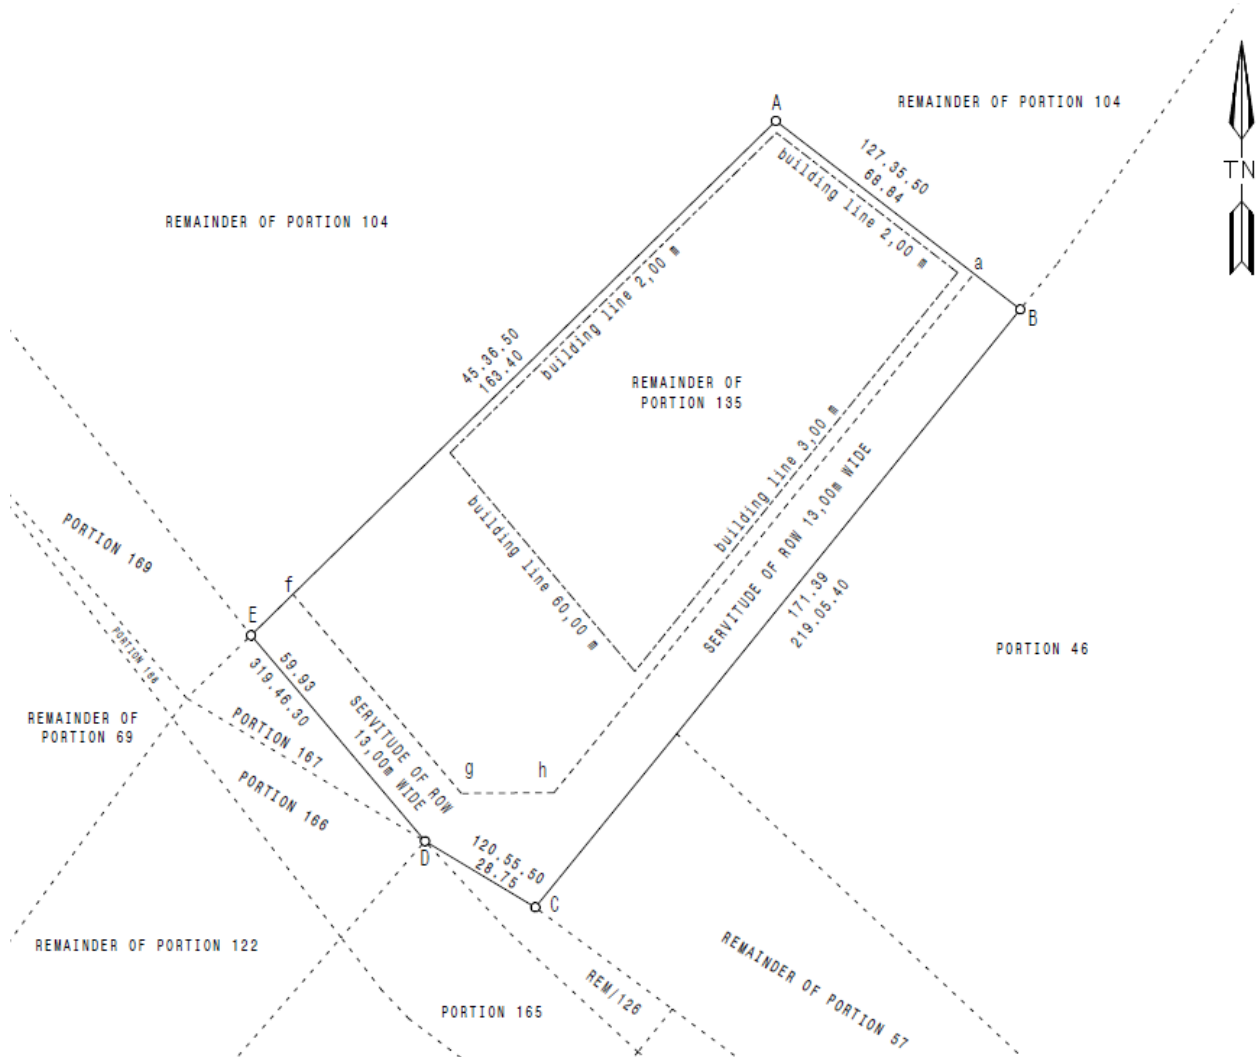 A
REMAINDER OF PORTION 104
TN
127.35.50
68.84
building line 2,00 m
REMAINDER OF PORTION 104
a
B
building line 2,00 m
45.36.50
163.40
REMAINDER OF
PORTION 135
building line 3,00 m
SERVITUDE OF ROW 13,00m WIDE
171.39
219.05.40
building line 60,00 m
PORTION 169
f
E
PORTION 46
59.93
319.46.30
REMAINDER OF
PORTION 69
PORTION 167
SERVITUDE OF ROW
13,00m WIDE
g
h
PORTION 166
D
120.55.50
28.75
C
REMAINDER OF PORTION 122
REMAINDER OF PORTION 57
REM/126
PORTION 165